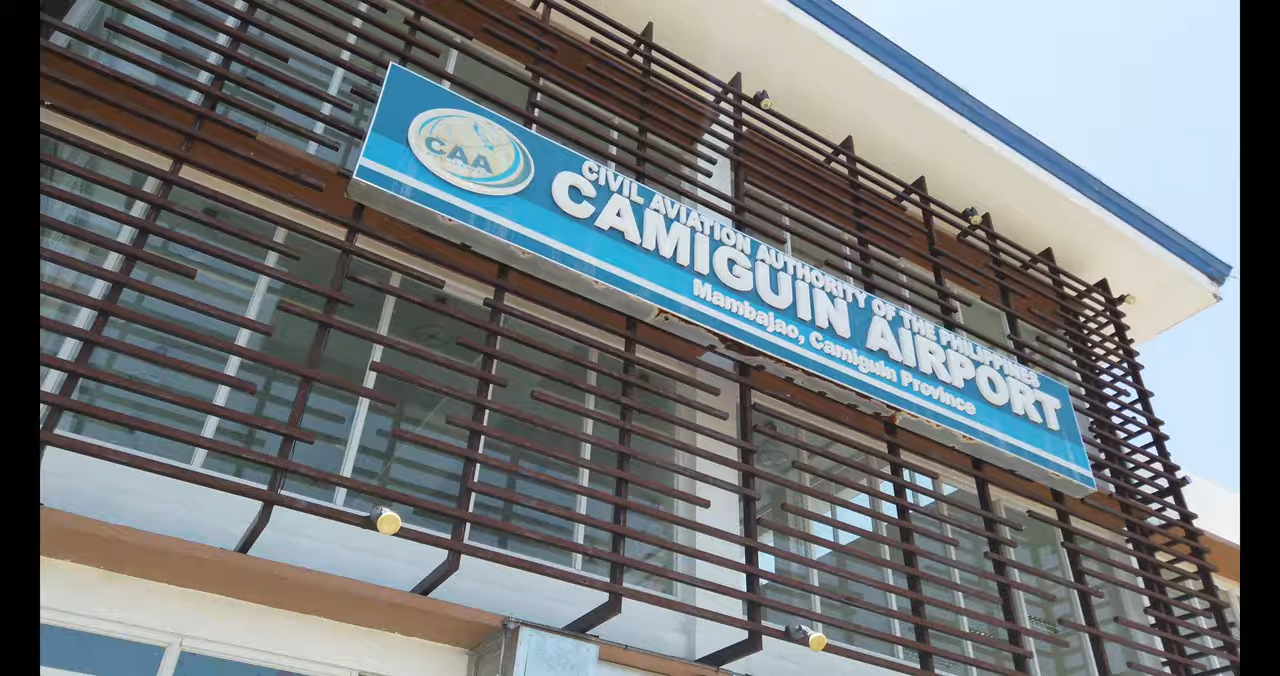 CAA
CIVIL AVIATION AUTHORITY OF THE PHILIPPINES
CAMIGUIN AIRPORT
Mambajao, Camiguin Province